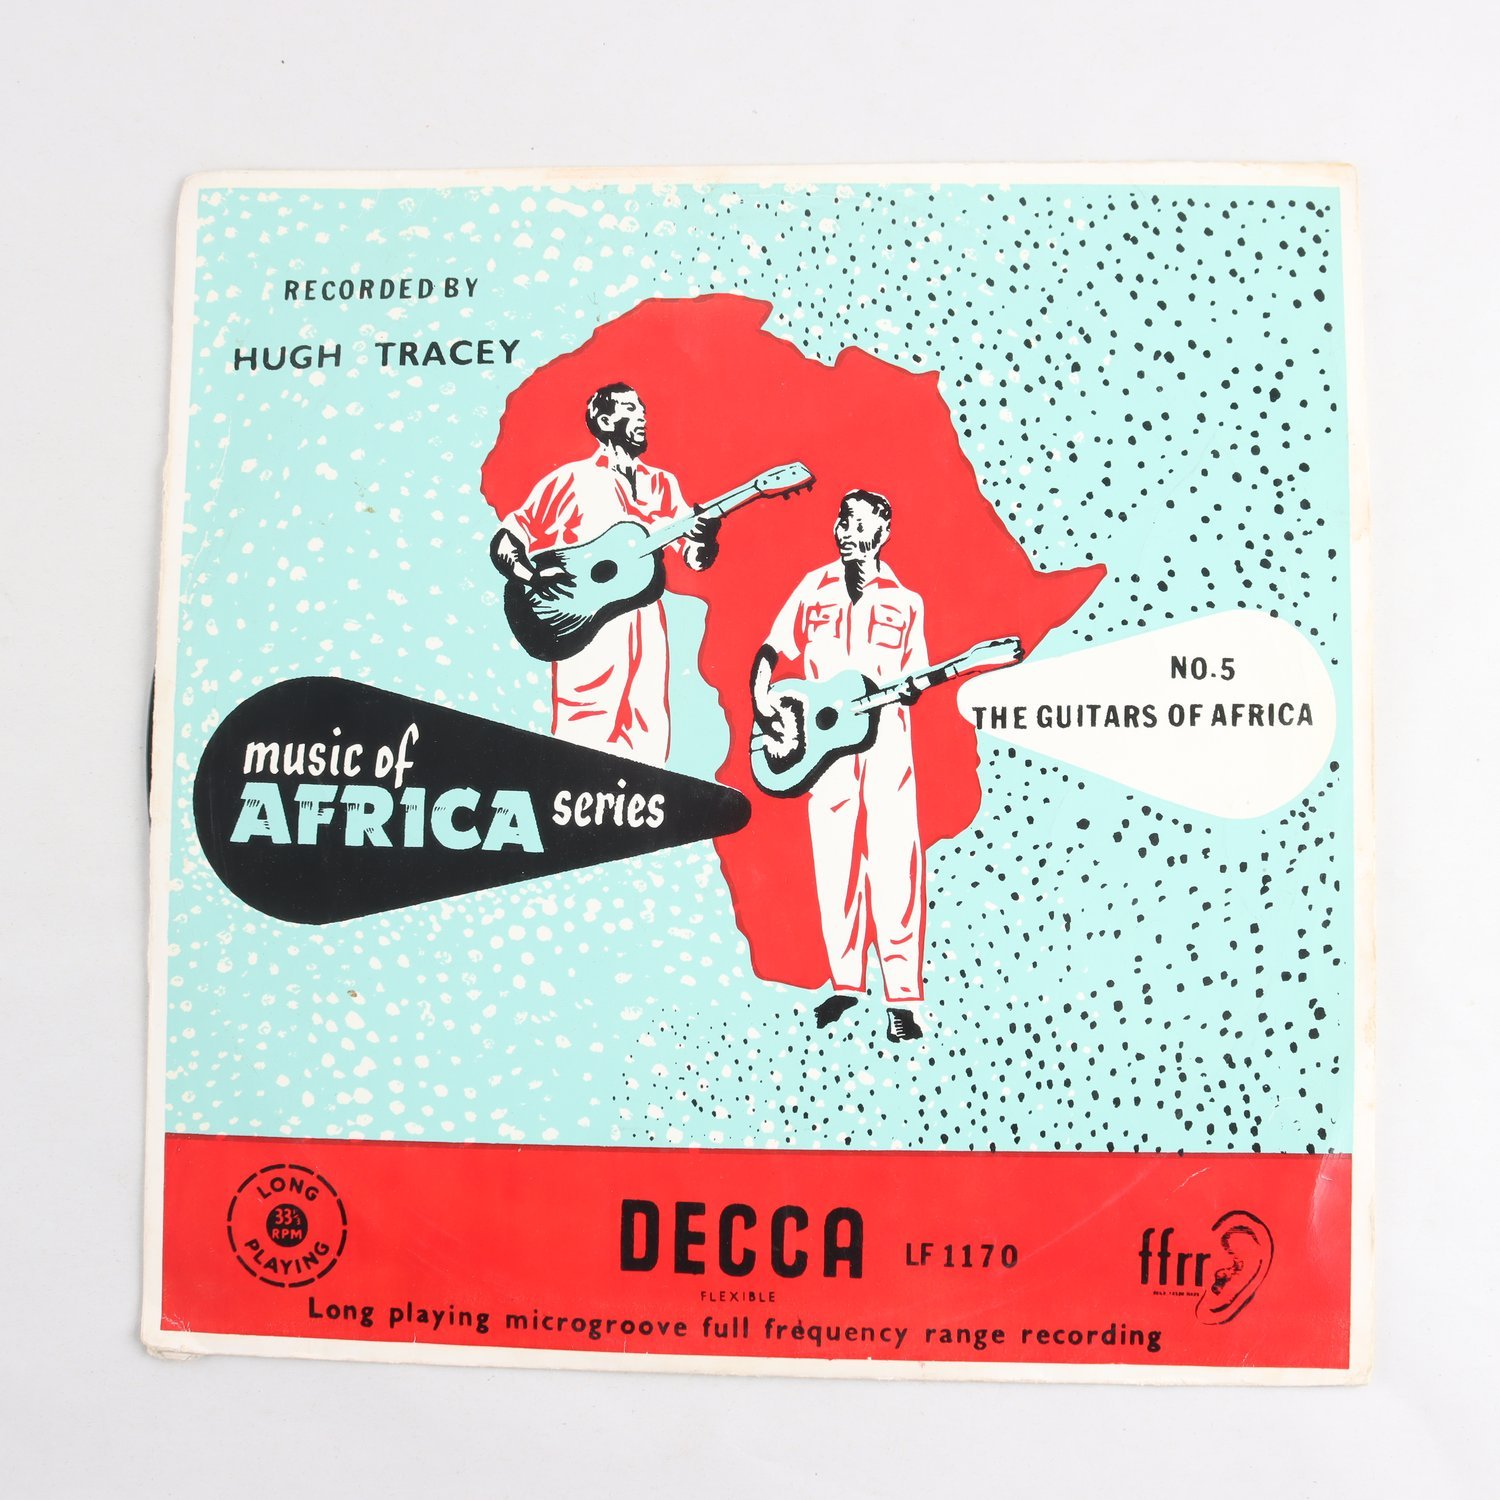 RECORDED BY
HUGH TRACEY
NO.5
THE GUITARS OF AFRICA
music of
AFRICA series
LONG
33⅓
RPM
PLAYING
DECCA LF 1170
FLEXIBLE
ffrr
Long playing microgroove full frequency range recording